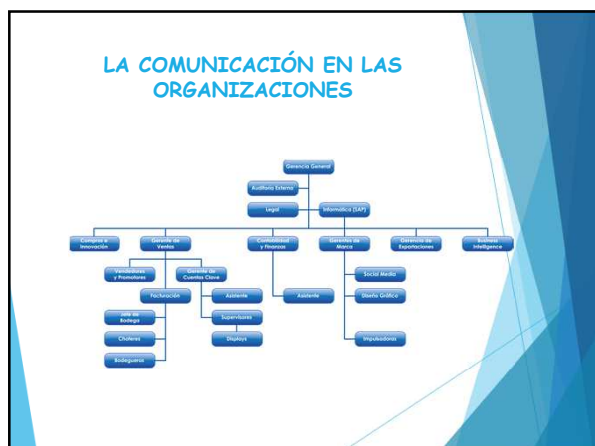 LA COMUNICACIÓN EN LAS
ORGANIZACIONES
Gerencia General
Auditoría Externa
Legal
Informática (SAP)
Compras e
Innovación
Gerente de
Ventas
Contabilidad
y Finanzas
Gerentes de
Marca
Gerencia de
Exportaciones
Business
Intelligence
Vendedores
y Promotores
Gerente de
Cuentas Clave
Social Media
Facturación
Asistente
Asistente
Diseño Gráfico
Jefe de
Bodega
Supervisores
Choferes
Displays
Impulsadoras
Bodegueros